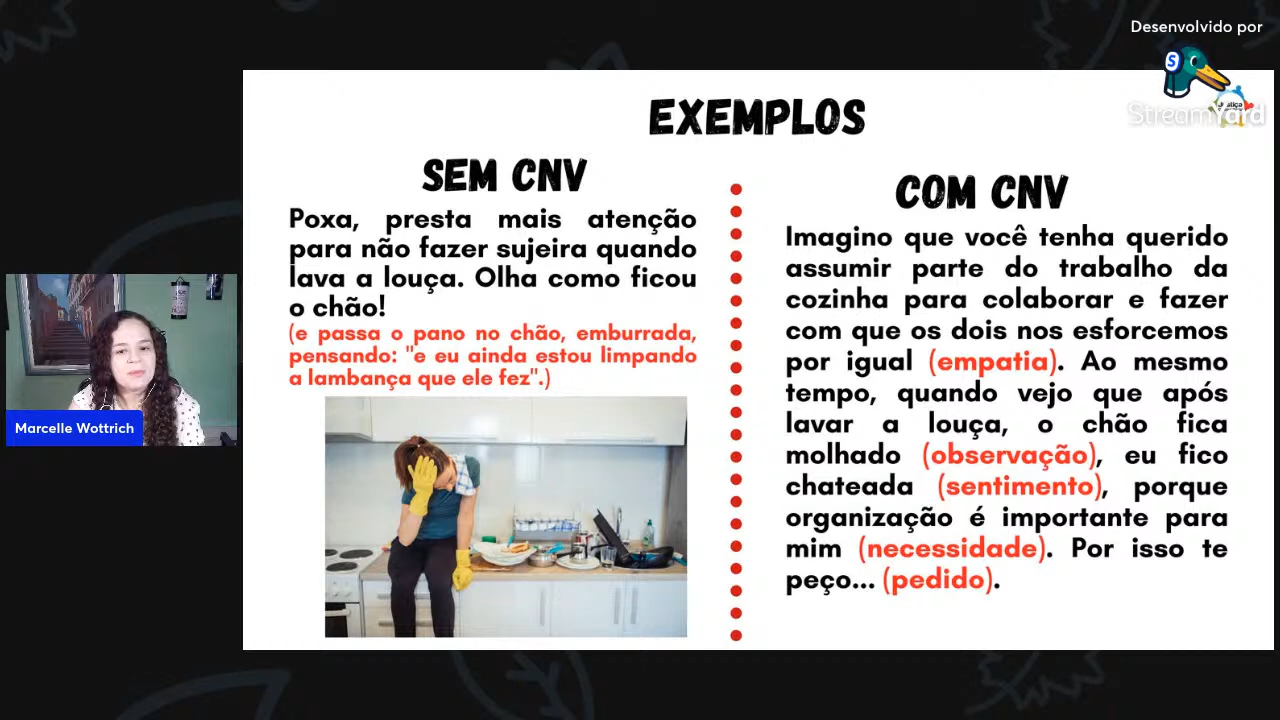 Desenvolvido por
S
StreamYard
Justiça
EXEMPLOS
SEM CNV
Poxa, presta mais atenção
para não fazer sujeira quando
lava a louça. Olha como ficou
o chão!
(e passa o pano no chão, emburrada,
pensando: "e eu ainda estou limpando
a lambança que ele fez".)
COM CNV
Imagino que você tenha querido
assumir parte do trabalho da
cozinha para colaborar e fazer
com que os dois nos esforcemos
por igual (empatia). Ao mesmo
tempo, quando vejo que após
lavar a louça, o chão fica
molhado (observação), eu fico
chateada (sentimento), porque
organização é importante para
mim (necessidade). Por isso te
peço... (pedido).
Marcelle Wottrich